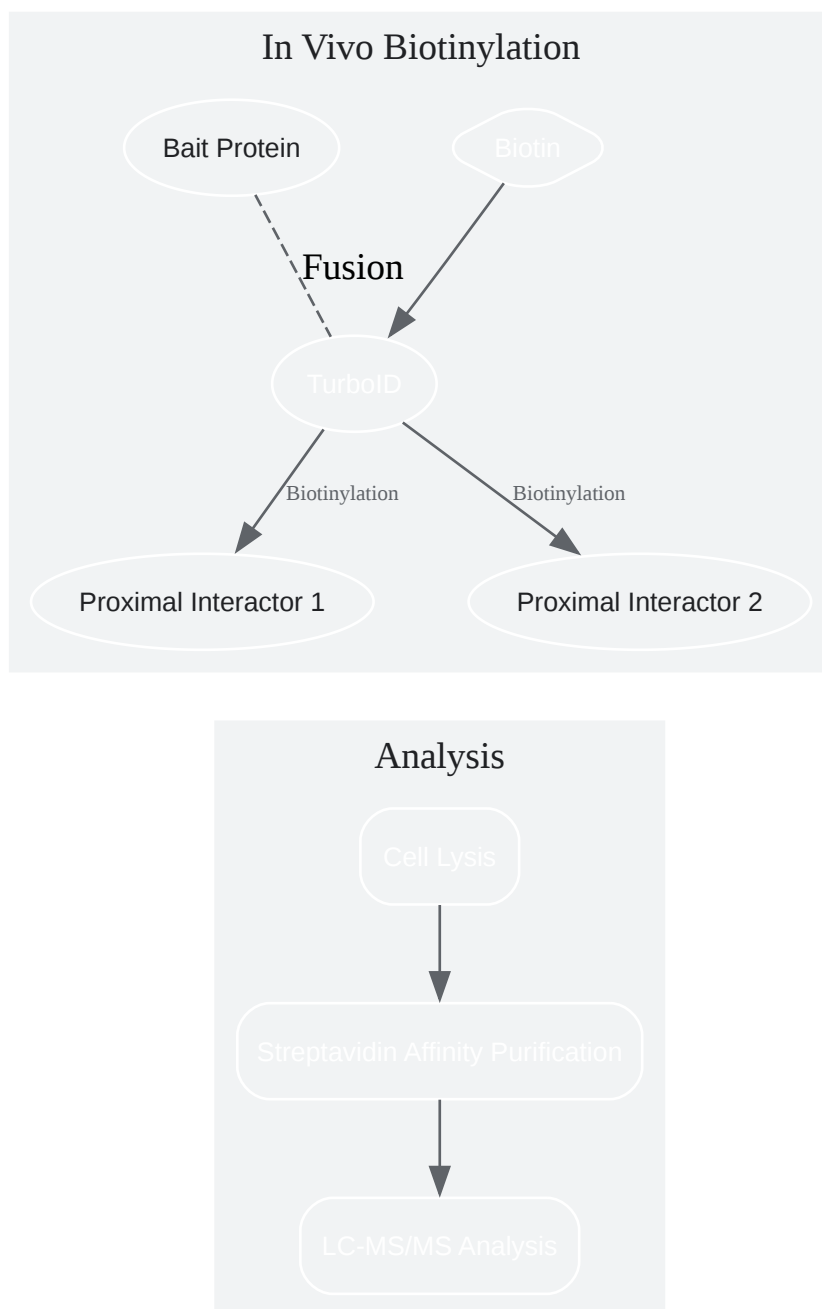 In Vivo Biotinylation
Bait Protein
Biotin
Fusion
TurboID
Biotinylation
Biotinylation
Proximal Interactor 1
Proximal Interactor 2
Analysis
Cell Lysis
Streptavidin Affinity Purification
LC-MS/MS Analysis